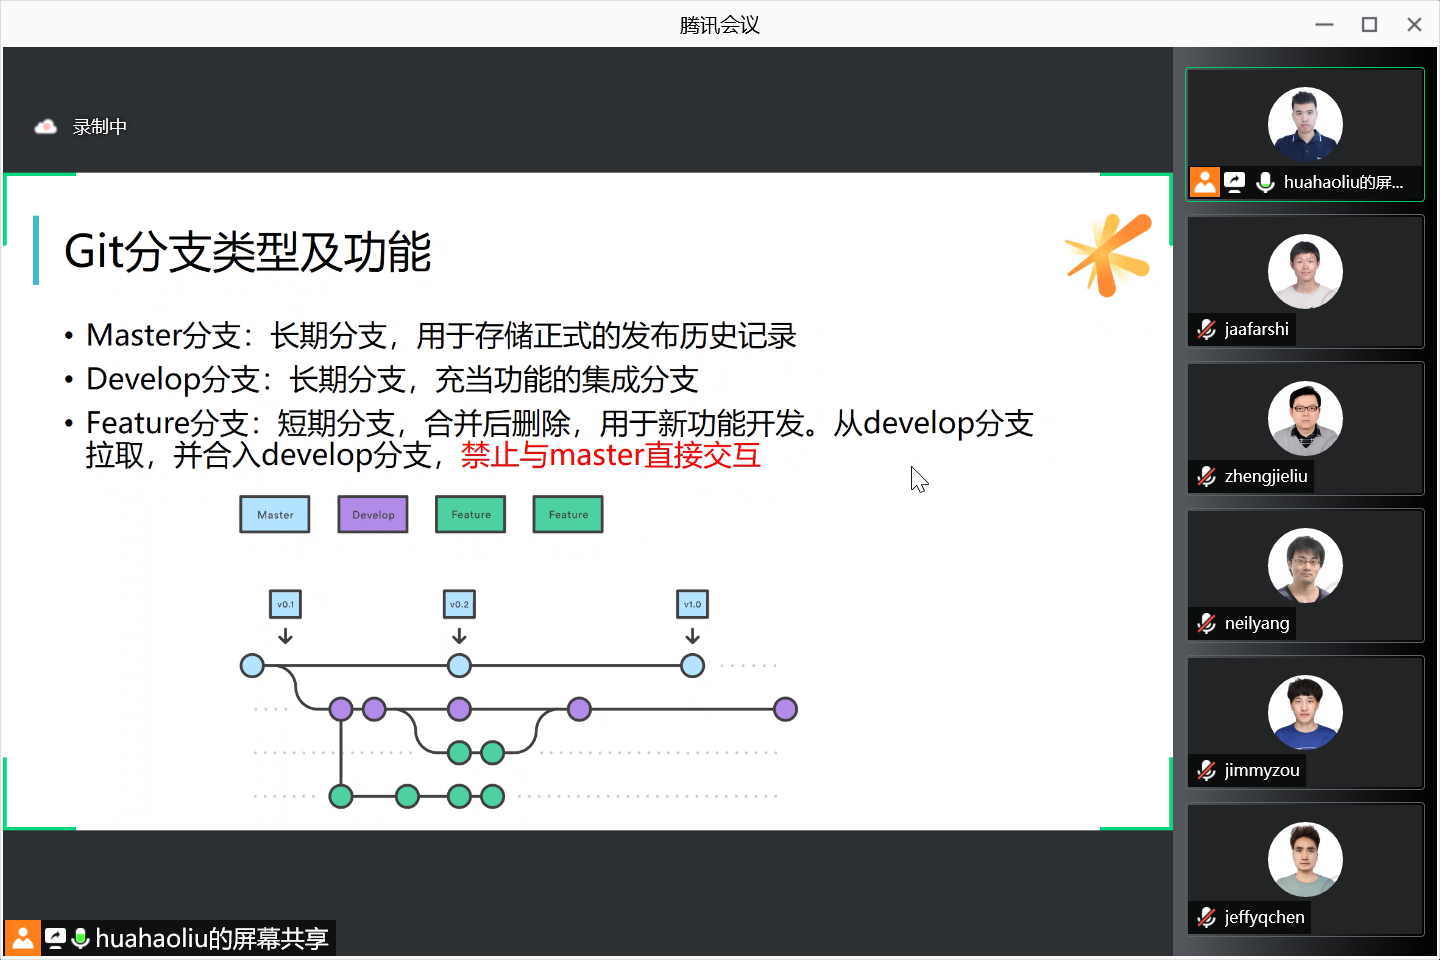 腾讯会议
录制中
Git分支类型及功能
• Master分支：长期分支，用于存储正式的发布历史记录
• Develop分支：长期分支，充当功能的集成分支
• Feature分支：短期分支，合并后删除，用于新功能开发。从develop分支
拉取，并合入develop分支，禁止与master直接交互
Master
Develop
Feature
Feature
v0.1
v0.2
v1.0
huahaoliu的屏幕共享
huahaoliu的屏...
jaafarshi
zhengjieliu
neilyang
jimmyzou
jeffyqchen